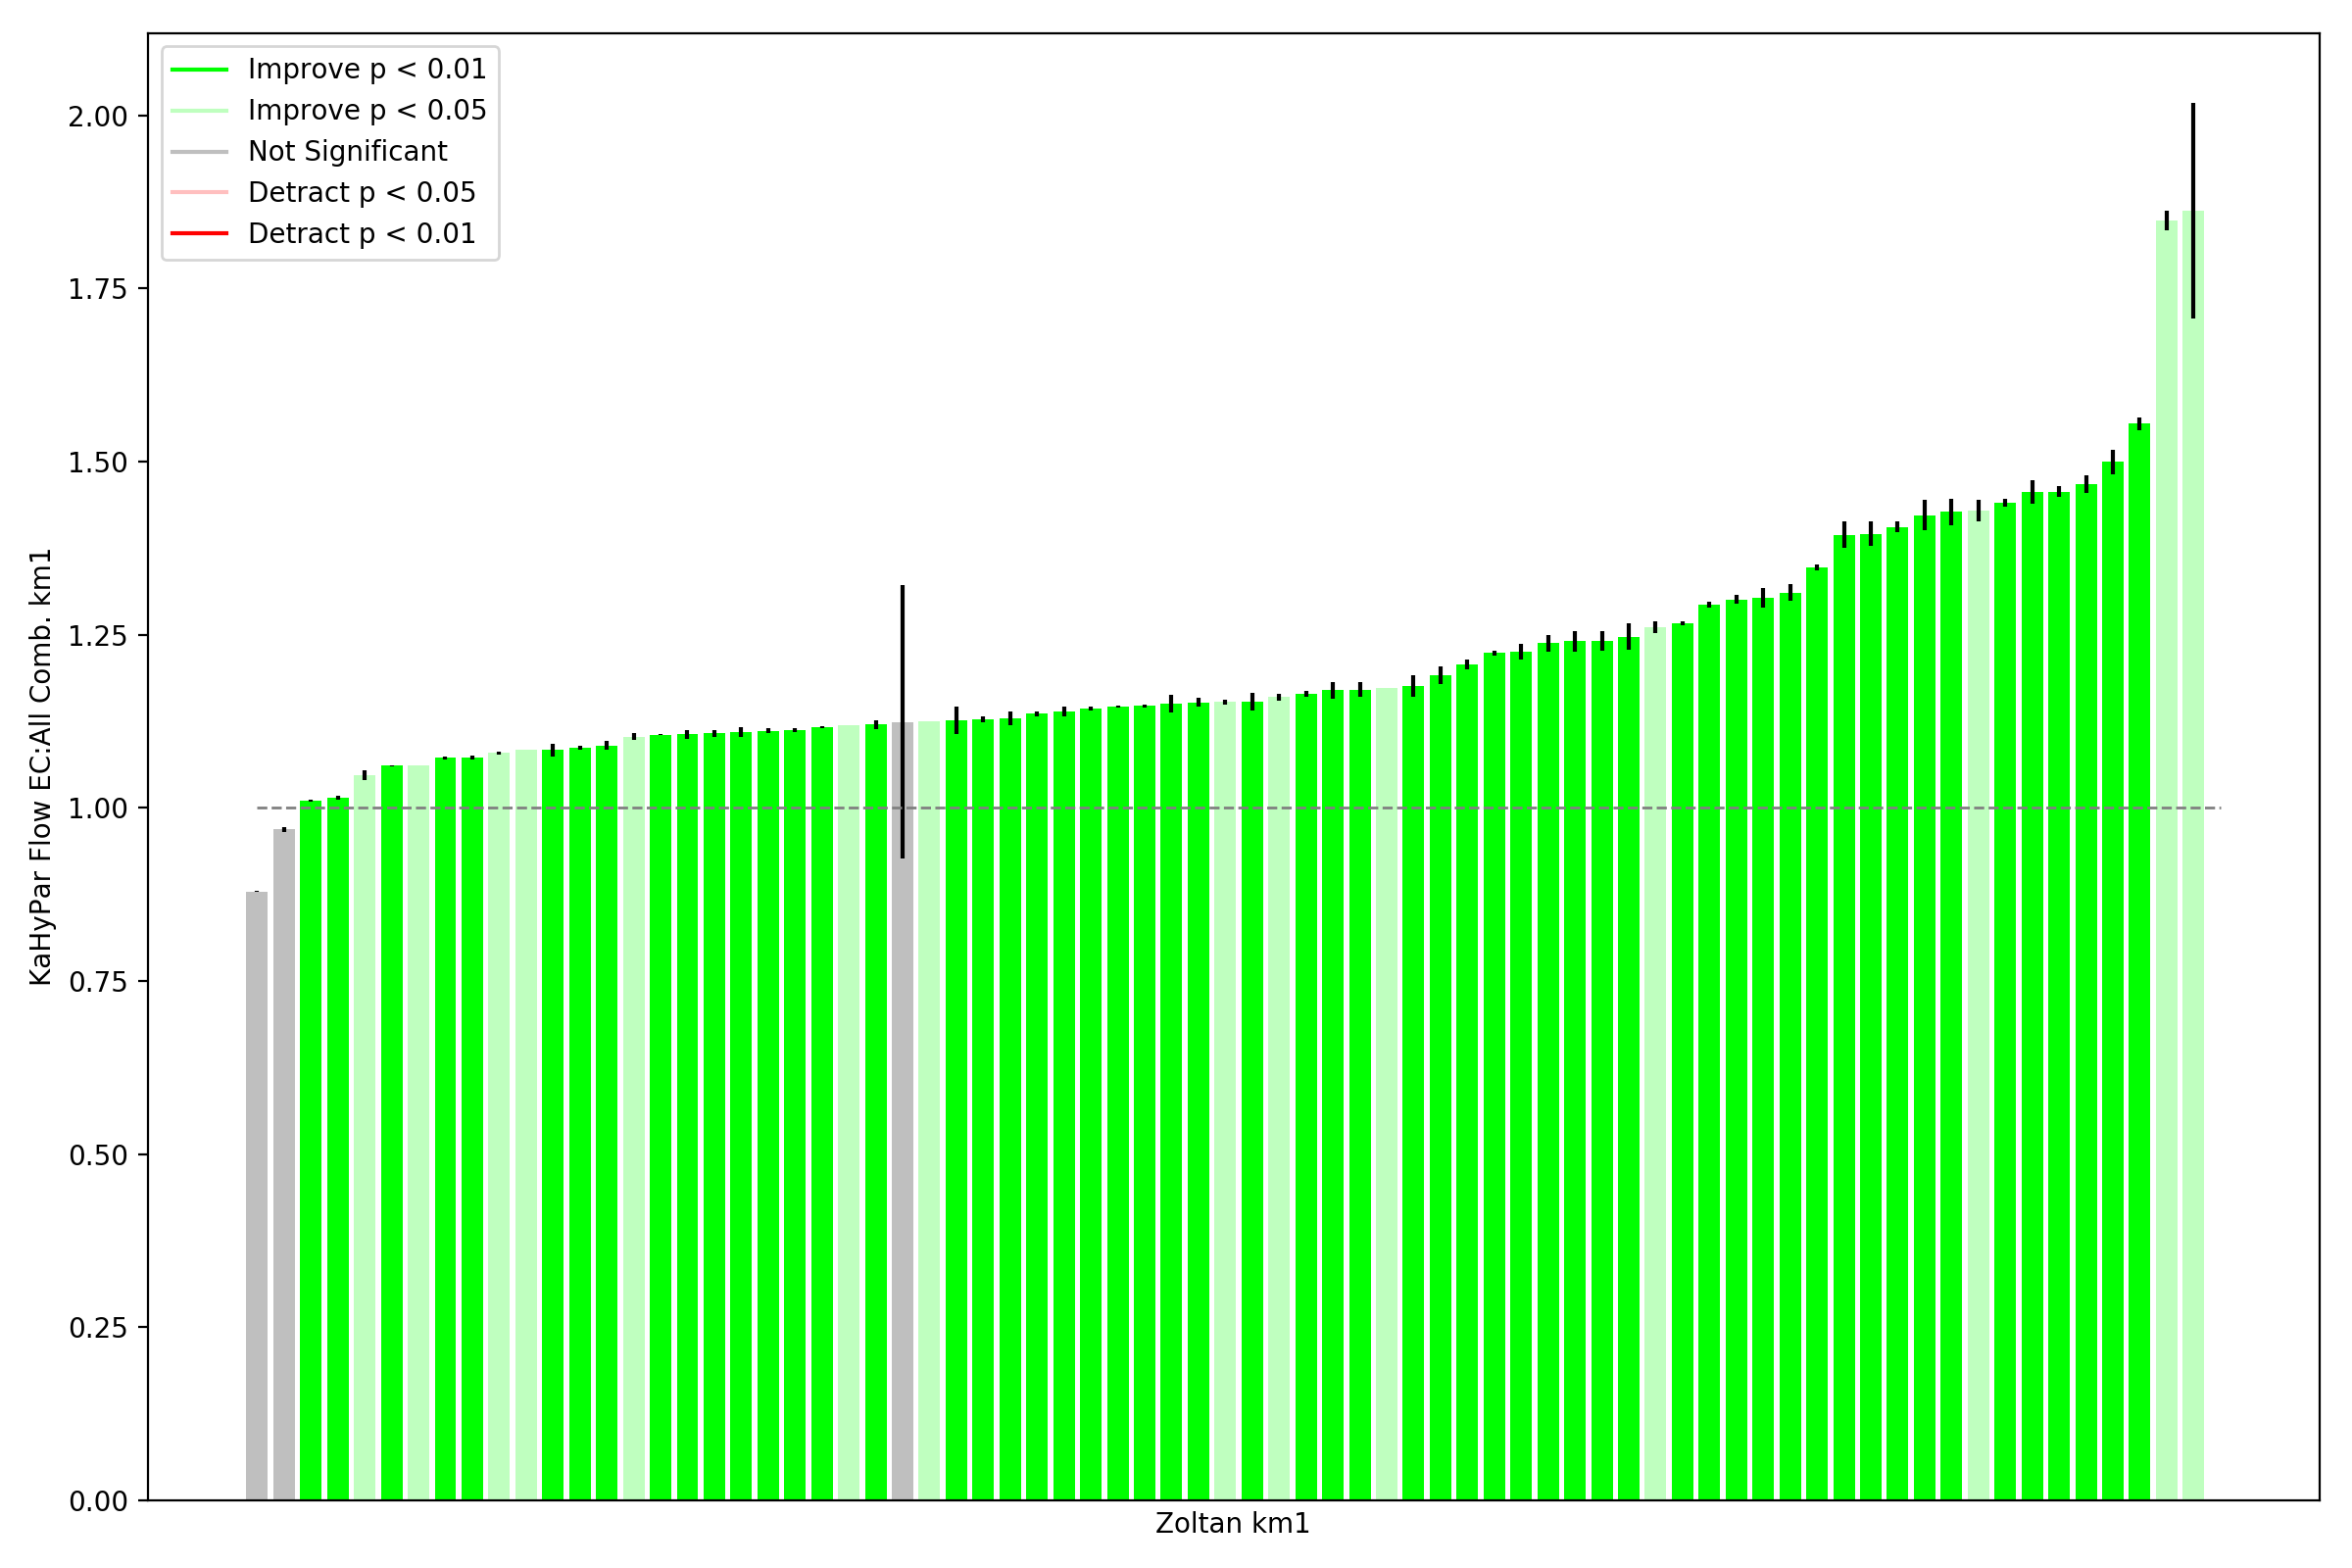 Improve p < 0.01
Improve p < 0.05
Not Significant
Detract p < 0.05
Detract p < 0.01
2.00
1.75
1.50
1.25
1.00
0.75
0.50
0.25
0.00
KaHyPar Flow EC:All Comb. km1
Zoltan km1